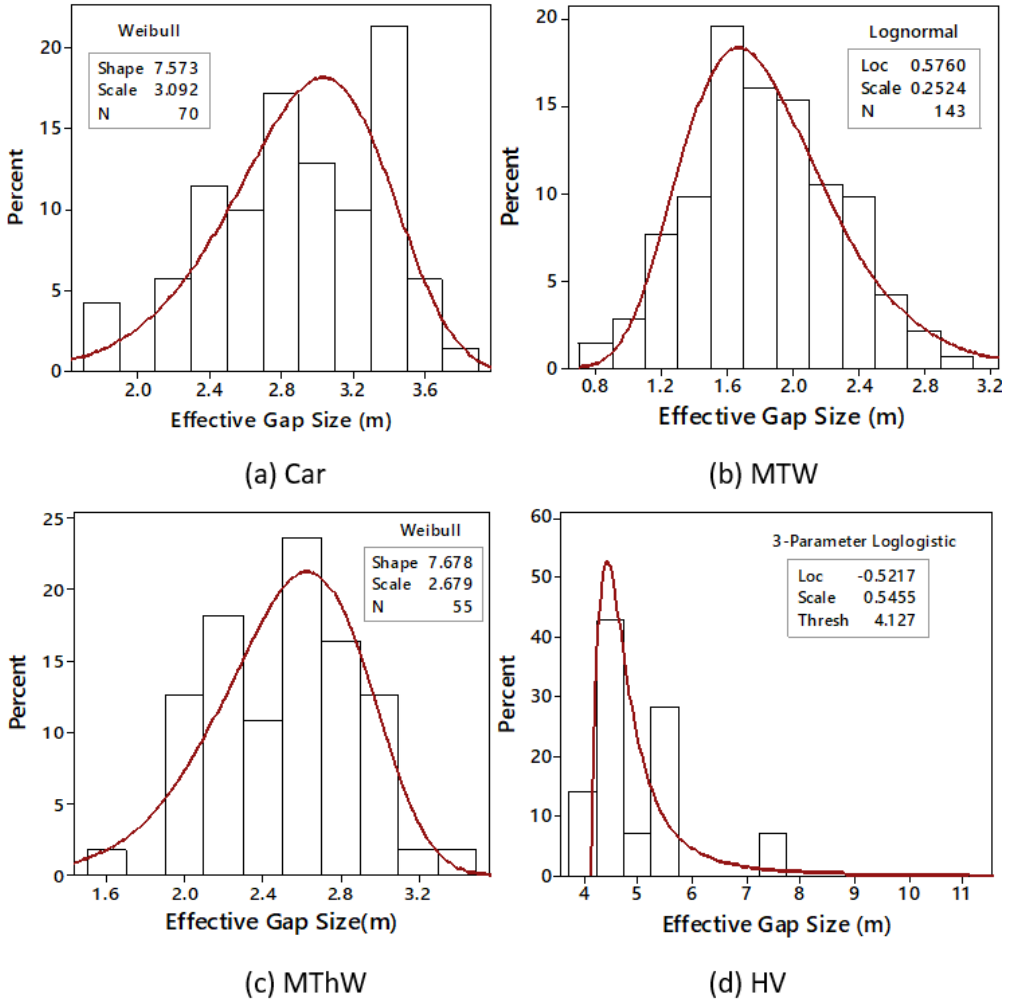 Weibull
Shape 7.573
Scale 3.092
N 70
Percent
20
15
10
5
0
2.0 2.4 2.8 3.2 3.6
Effective Gap Size (m)
(a) Car
Lognormal
Loc 0.5760
Scale 0.2524
N 143
Percent
20
15
10
5
0
0.8 1.2 1.6 2.0 2.4 2.8 3.2
Effective Gap Size (m)
(b) MTW
Weibull
Shape 7.678
Scale 2.679
N 55
Percent
25
20
15
10
5
0
1.6 2.0 2.4 2.8 3.2
Effective Gap Size(m)
(c) MThW
3-Parameter Loglogistic
Loc -0.5217
Scale 0.5455
Thresh 4.127
Percent
60
50
40
30
20
10
0
4 5 6 7 8 9 10 11
Effective Gap Size (m)
(d) HV